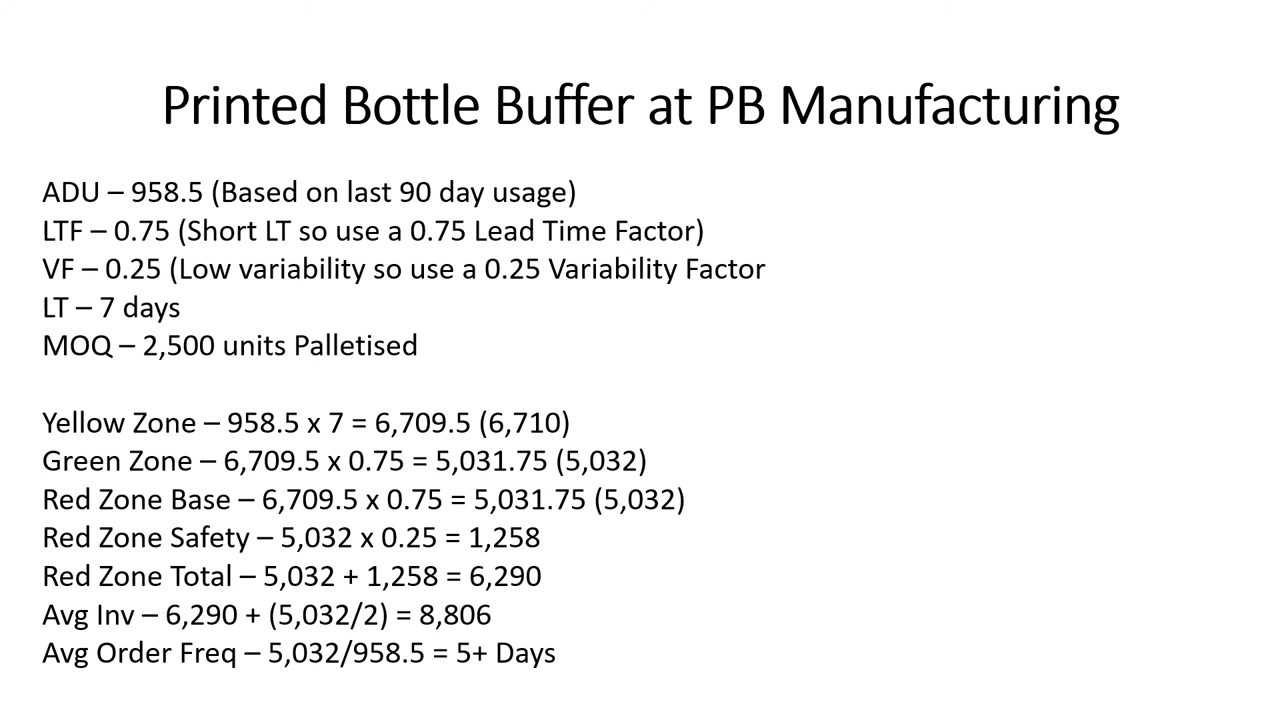 Printed Bottle Buffer at PB Manufacturing
ADU – 958.5 (Based on last 90 day usage)
LTF – 0.75 (Short LT so use a 0.75 Lead Time Factor)
VF – 0.25 (Low variability so use a 0.25 Variability Factor
LT – 7 days
MOQ – 2,500 units Palletised
Yellow Zone – 958.5 x 7 = 6,709.5 (6,710)
Green Zone – 6,709.5 x 0.75 = 5,031.75 (5,032)
Red Zone Base – 6,709.5 x 0.75 = 5,031.75 (5,032)
Red Zone Safety – 5,032 x 0.25 = 1,258
Red Zone Total – 5,032 + 1,258 = 6,290
Avg Inv – 6,290 + (5,032/2) = 8,806
Avg Order Freq – 5,032/958.5 = 5+ Days